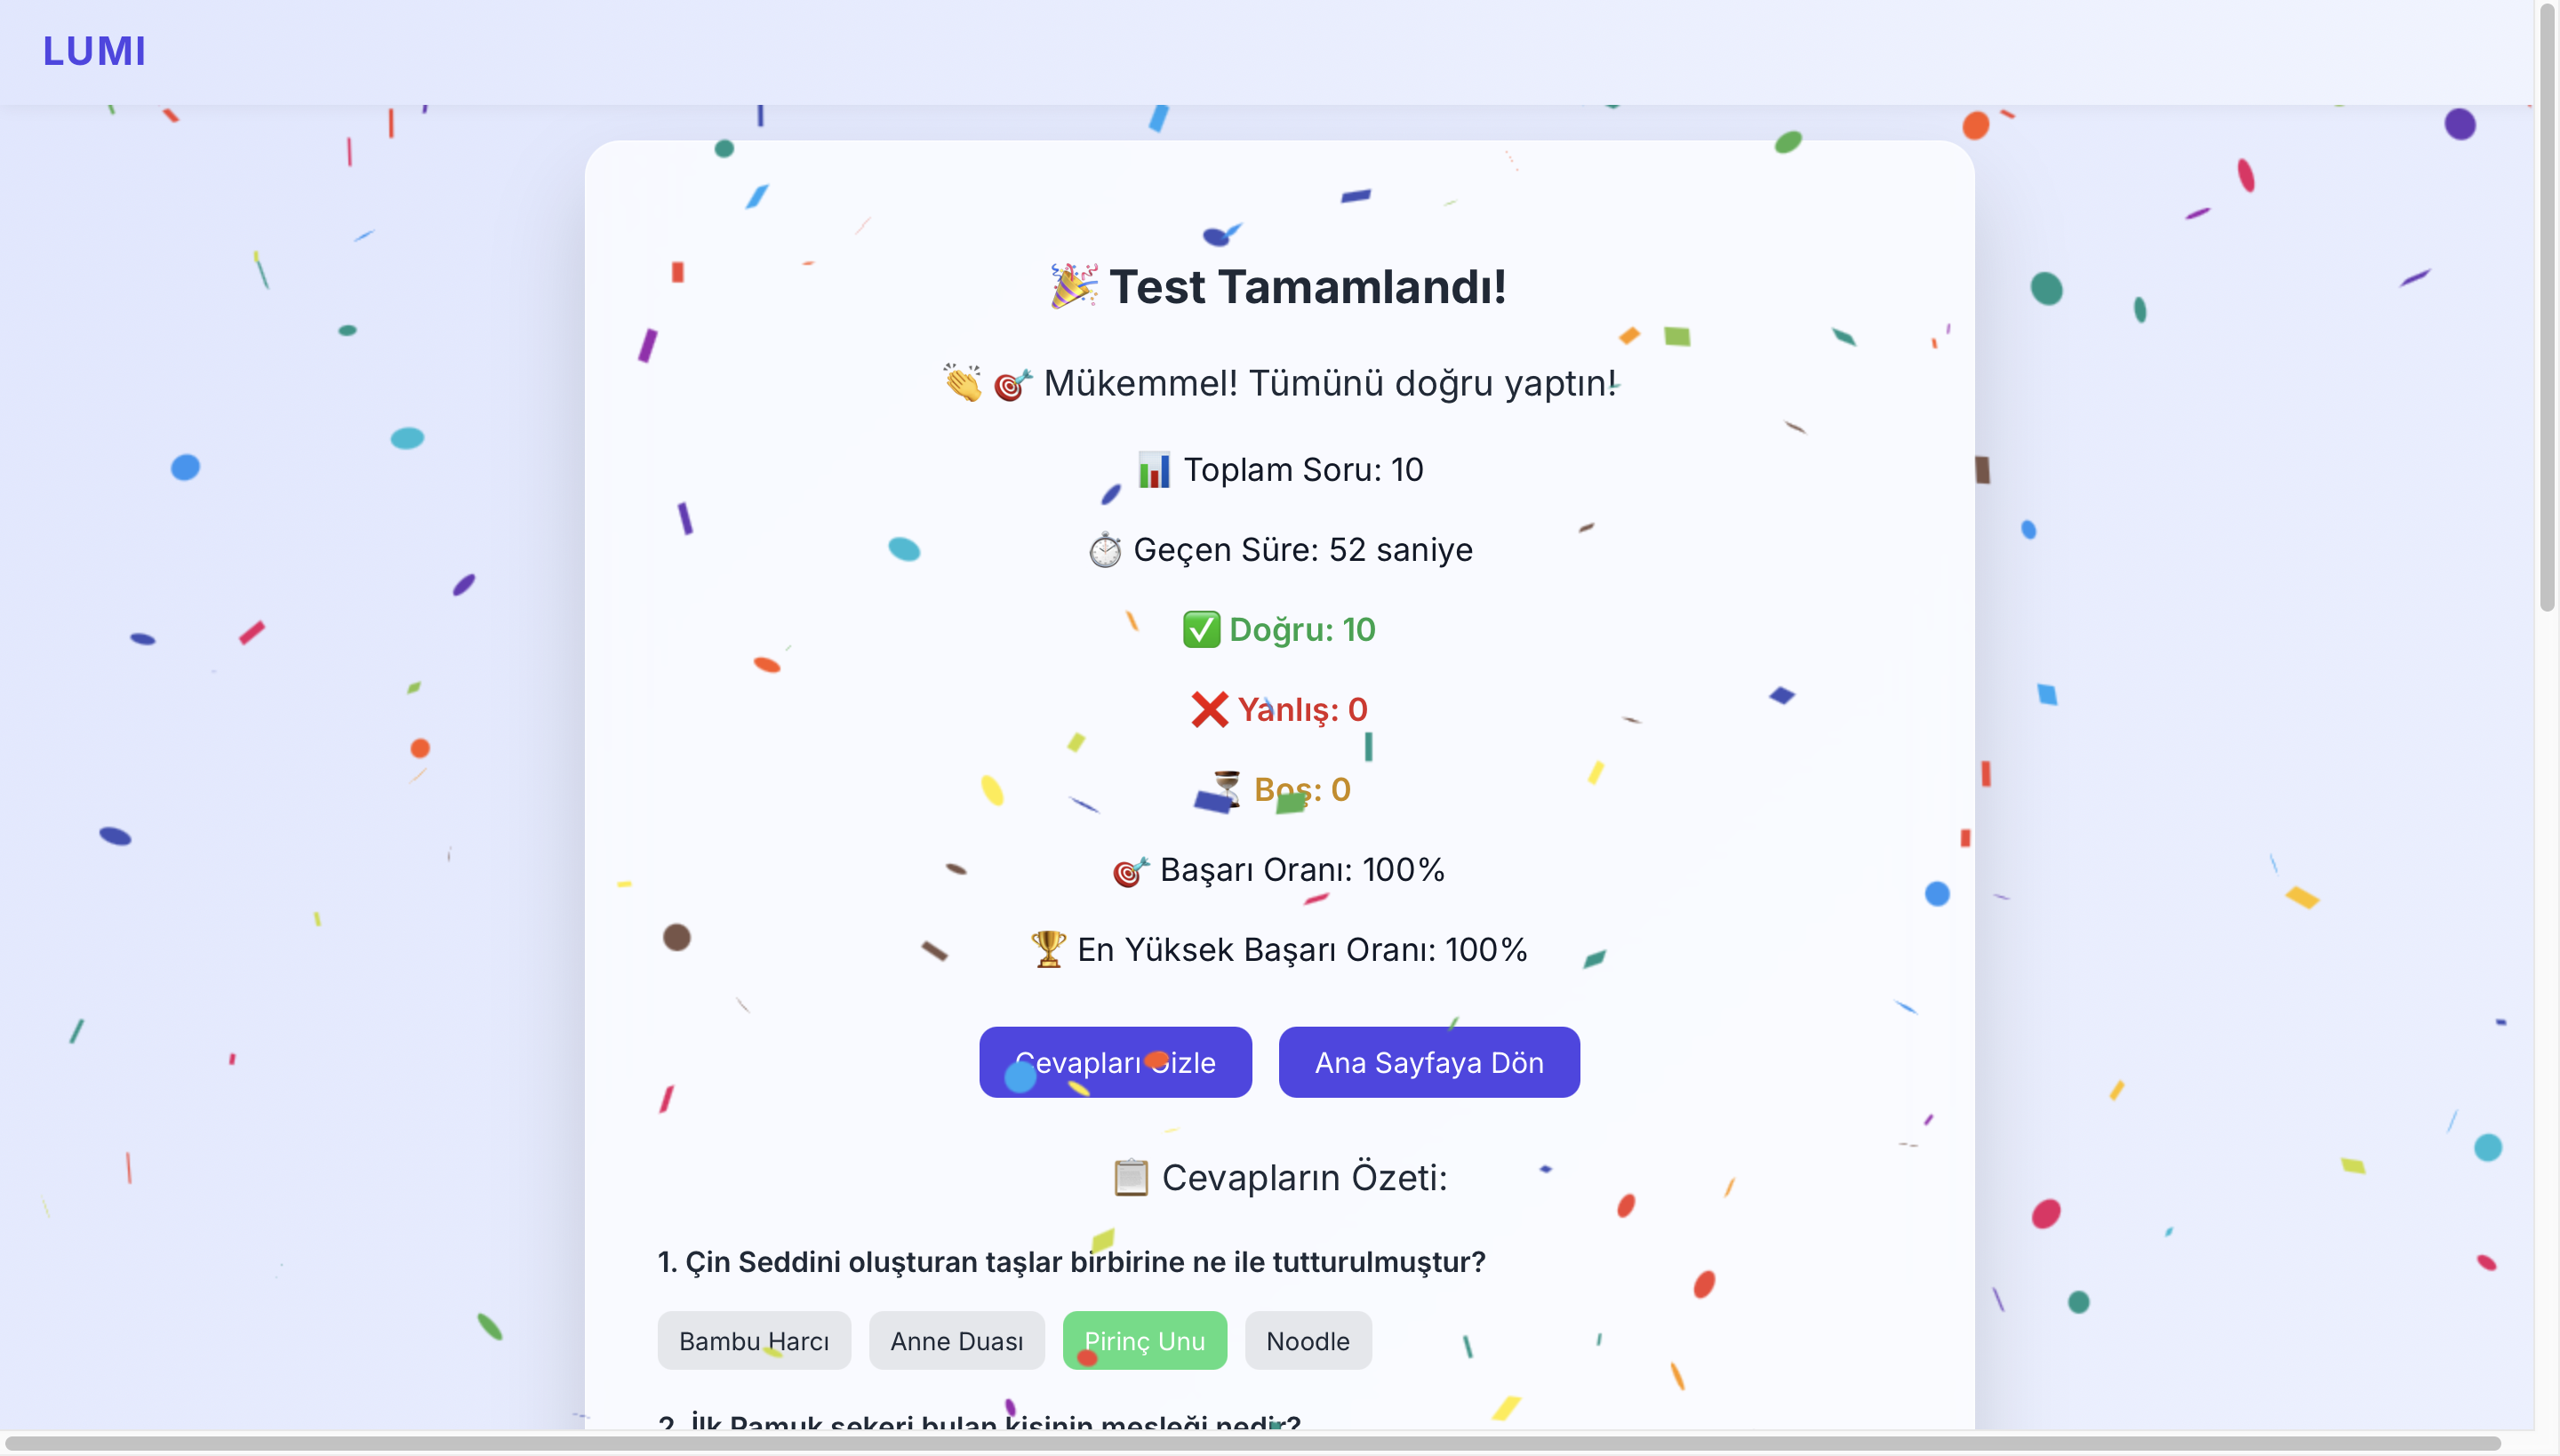 LUMI
🎉 Test Tamamlandı!
👏 🎯 Mükemmel! Tümünü doğru yaptın!
📊 Toplam Soru: 10
⏱️ Geçen Süre: 52 saniye
✅ Doğru: 10
❌ Yanlış: 0
⏳ Boş: 0
🎯 Başarı Oranı: 100%
🏆 En Yüksek Başarı Oranı: 100%
Cevapları Gizle
Ana Sayfaya Dön
📋 Cevapların Özeti:
1. Çin Seddini oluşturan taşlar birbirine ne ile tutturulmuştur?
Bambu Harcı
Anne Duası
Pirinç Unu
Noodle
2. İlk Pamuk şekeri bulan kişinin mesleği nedir?